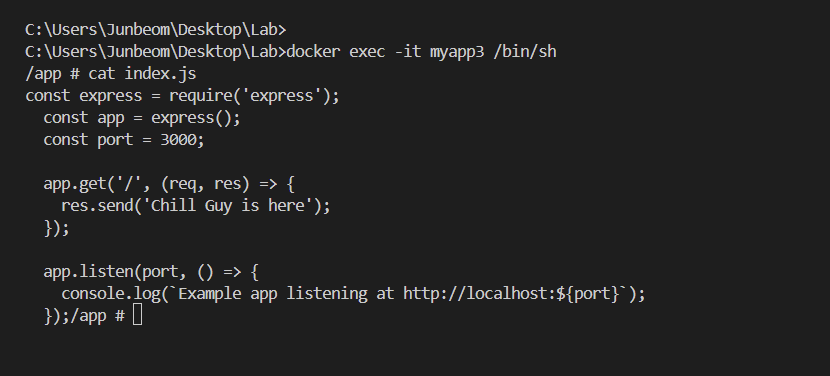 C:\Users\Junbeom\Desktop\Lab>
C:\Users\Junbeom\Desktop\Lab>docker exec -it myapp3 /bin/sh
/app # cat index.js
const express = require('express');
  const app = express();
  const port = 3000;

  app.get('/', (req, res) => {
    res.send('Chill Guy is here');
  });

  app.listen(port, () => {
    console.log(`Example app listening at http://localhost:${port}`);
  });/app #